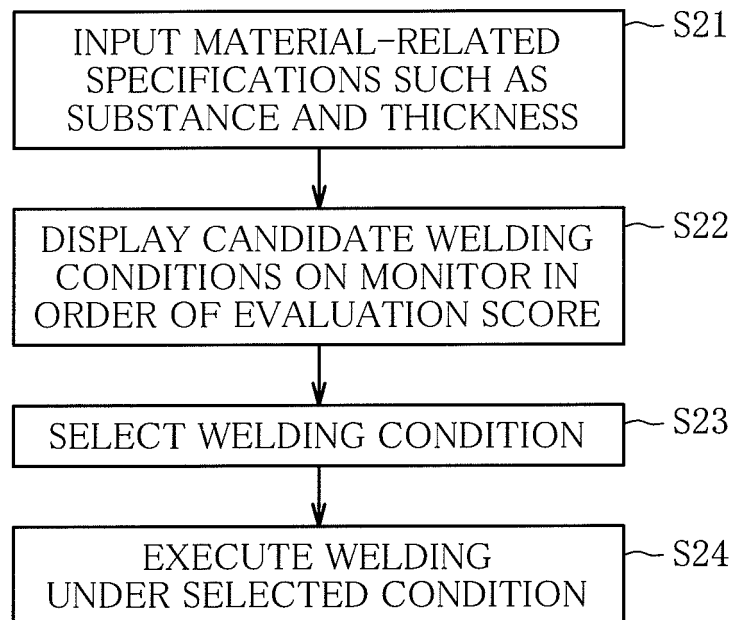 INPUT MATERIAL-RELATED
SPECIFICATIONS SUCH AS
SUBSTANCE AND THICKNESS
S21
DISPLAY CANDIDATE WELDING
CONDITIONS ON MONITOR IN
ORDER OF EVALUATION SCORE
S22
SELECT WELDING CONDITION
S23
EXECUTE WELDING
UNDER SELECTED CONDITION
S24